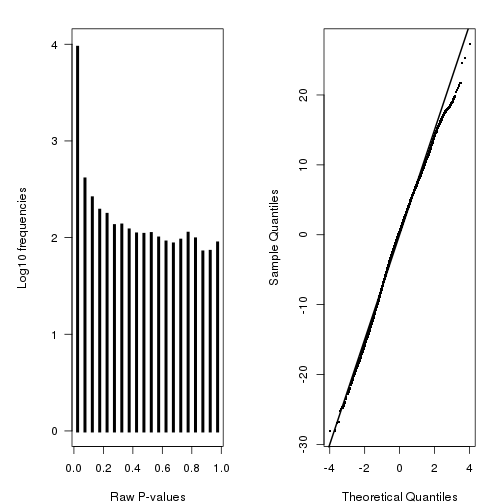 Log10 frequencies
4
3
2
1
0
0.0 0.2 0.4 0.6 0.8 1.0
Raw P-values
Sample Quantiles
20
10
0
-10
-20
-30
-4 -2 0 2 4
Theoretical Quantiles